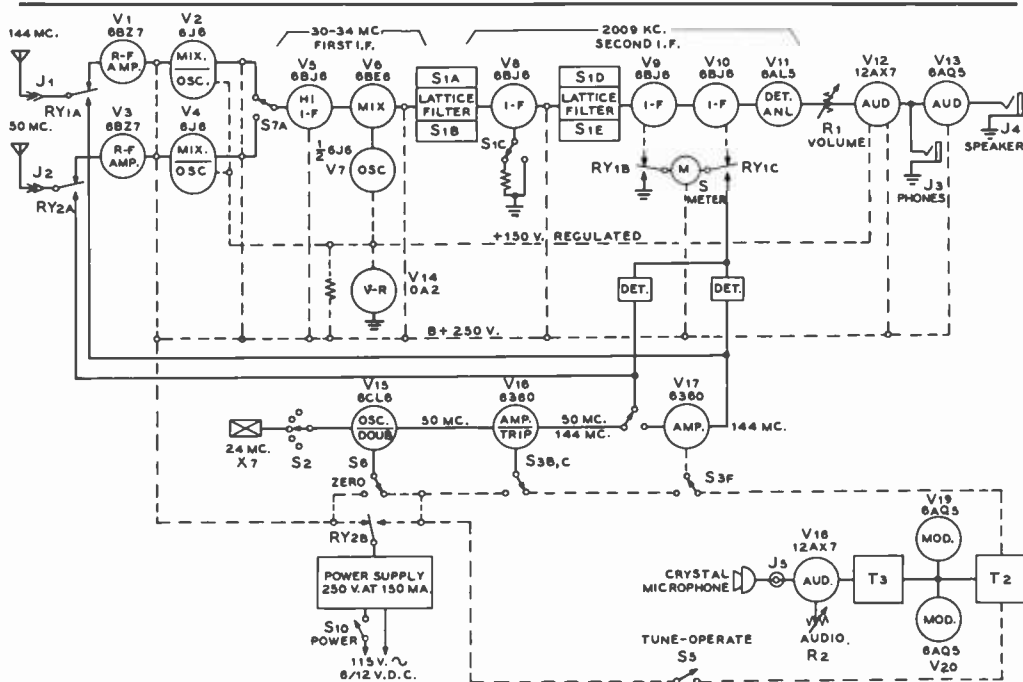 144 MC.
J1
RY1A
50 MC.
J2
RY2A
V1
6BZ7
R-F
AMP.
V3
6BZ7
R-F
AMP.
V2
6J6
MIX.
OSC.
V4
6J6
MIX.
OSC.
S7A
30-34 MC.
FIRST I.F.
V5
6BJ6
HI
I-F
V6
6BE6
MIX
½ 6J6
V7
OSC
V14
0A2
V-R
S1A
LATTICE
FILTER
S1B
V8
6BJ6
I-F
S1C
2009 KC.
SECOND I.F.
S1D
LATTICE
FILTER
S1E
V9
6BJ6
I-F
V10
6BJ6
I-F
RY1B
M
S
METER
RY1C
V11
6AL5
DET.
ANL.
R1
VOLUME
V12
12AX7
AUD
V13
6AQ5
AUD
J4
SPEAKER
J3
PHONES
+150 V. REGULATED
B+ 250 V.
DET.
DET.
24 MC.
X7
S2
V15
6CL6
OSC.
DOUB
50 MC.
V16
6360
AMP.
TRIP
50 MC.
144 MC.
V17
6360
AMP.
144 MC.
S6
ZERO
S3B,C
S3F
RY2B
POWER SUPPLY
250 V. AT 150 MA.
S10
POWER
115 V. ~
6/12 V.D.C.
CRYSTAL
MICROPHONE
J5
V18
12AX7
AUD.
AUDIO.
R2
T3
V19
6AQ5
MOD.
MOD.
6AQ5
V20
T2
TUNE-OPERATE
S5